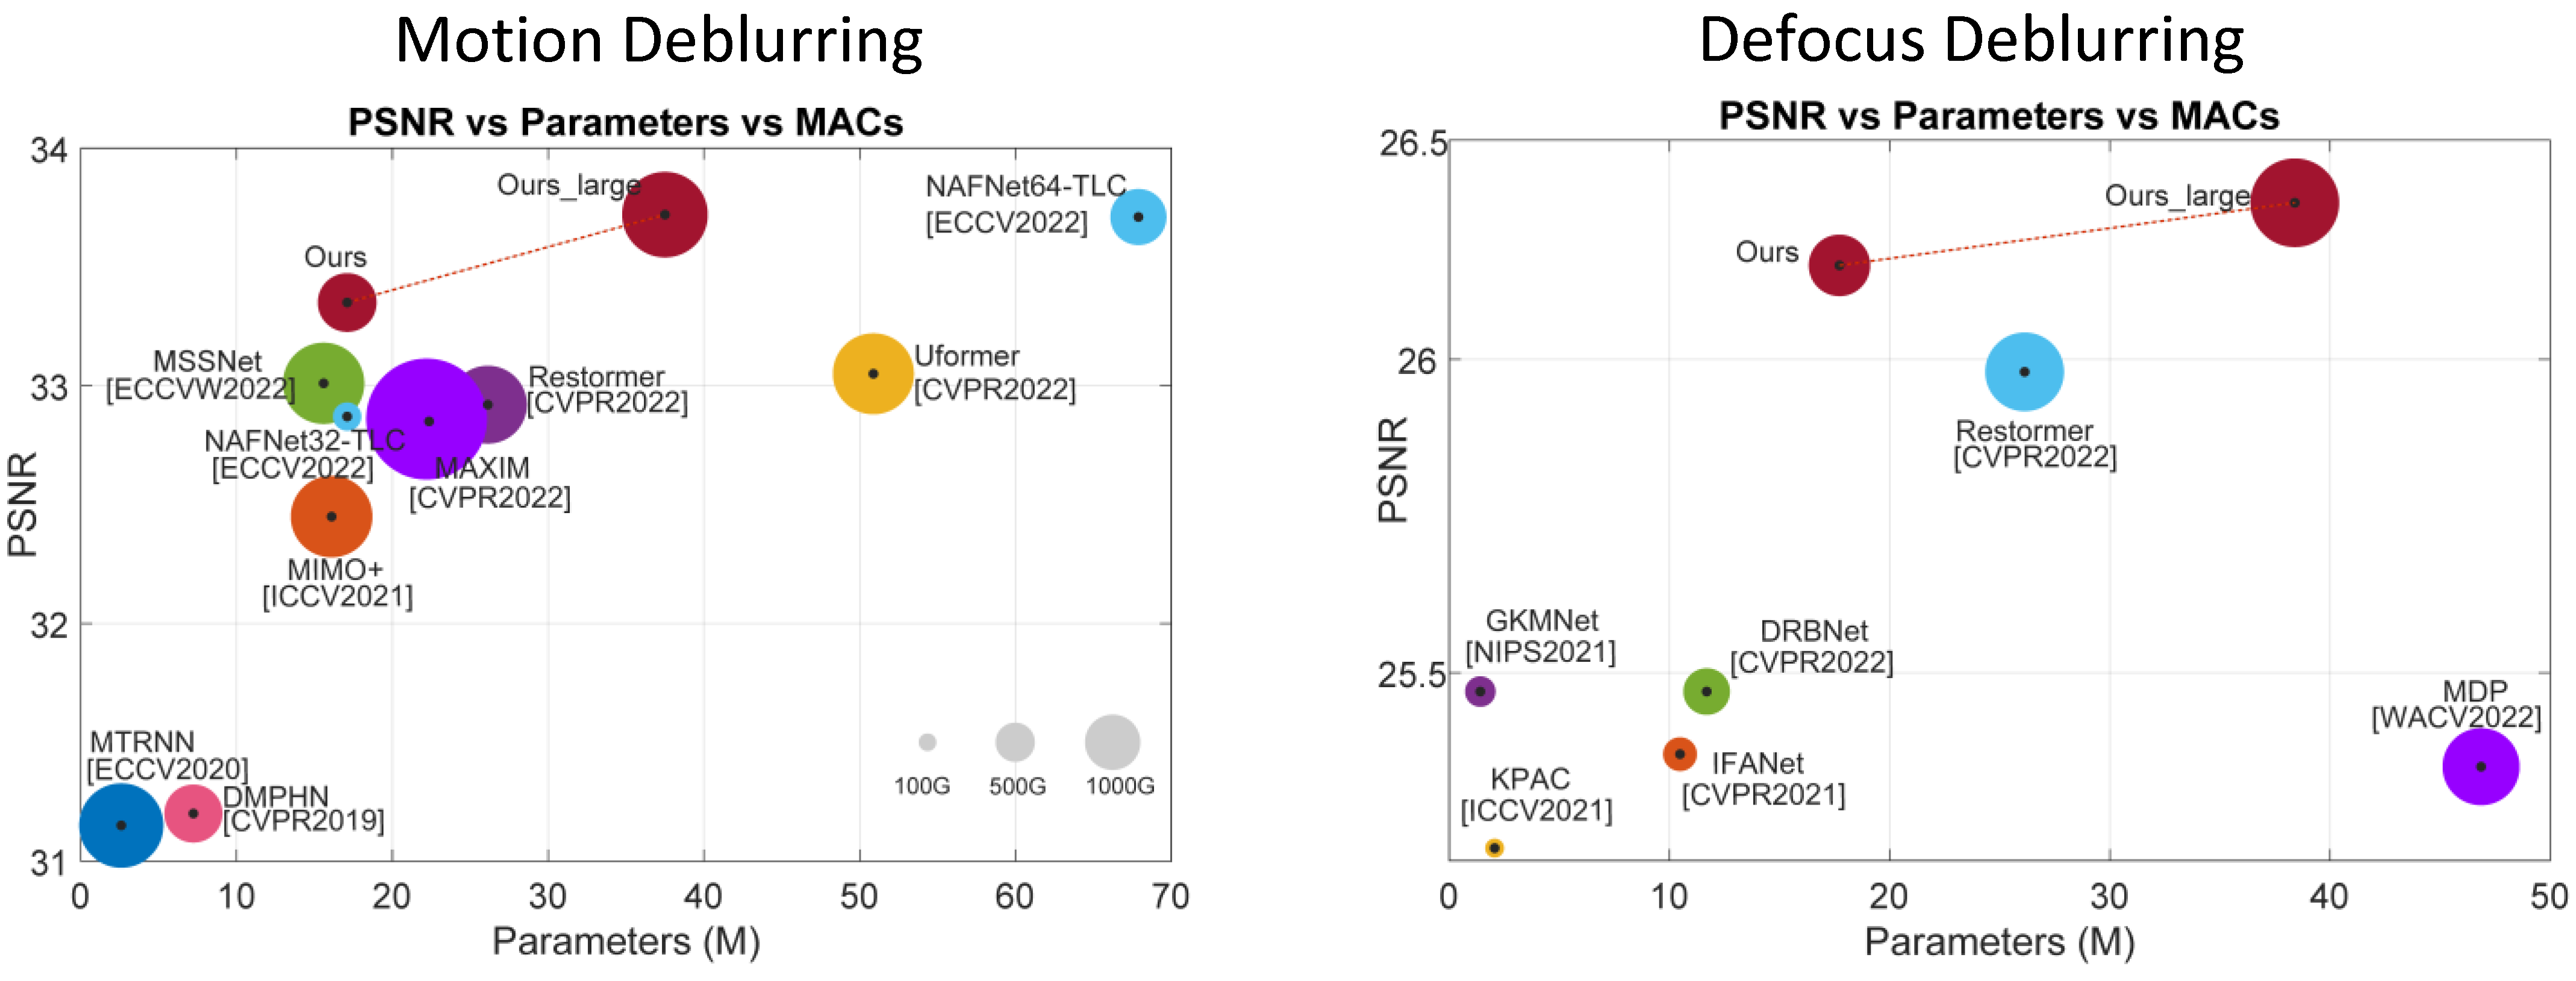 Motion Deblurring
PSNR vs Parameters vs MACs
34
33
32
31
PSNR
Ours_large
NAFNet64-TLC
[ECCV2022]
Ours
MSSNet
[ECCVW2022]
Restormer
[CVPR2022]
Uformer
[CVPR2022]
NAFNet32-TLC
[ECCV2022]
MAXIM
[CVPR2022]
MIMO+
[ICCV2021]
MTRNN
[ECCV2020]
DMPHN
[CVPR2019]
100G 500G 1000G
0 10 20 30 40 50 60 70
Parameters (M)
Defocus Deblurring
PSNR vs Parameters vs MACs
26.5
26
25.5
PSNR
Ours_large
Ours
Restormer
[CVPR2022]
GKMNet
[NIPS2021]
DRBNet
[CVPR2022]
MDP
[WACV2022]
IFANet
[CVPR2021]
KPAC
[ICCV2021]
0 10 20 30 40 50
Parameters (M)